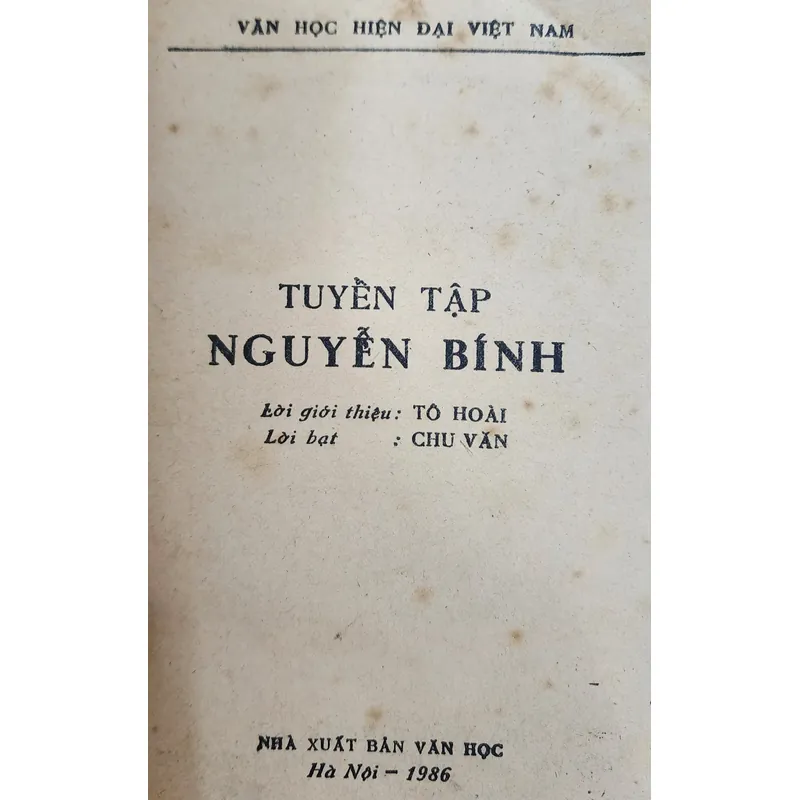 VĂN HỌC HIỆN ĐẠI VIỆT NAM
TUYỂN TẬP
NGUYỄN BÍNH
Lời giới thiệu: TÔ HOÀI
Lời bạt : CHU VĂN
NHÀ XUẤT BẢN VĂN HỌC
Hà Nội – 1986